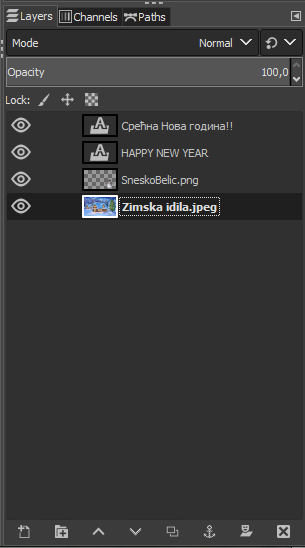 Layers Channels Paths
Mode Normal
Opacity 100,0
Lock:
Срећна Нова година!!
HAPPY NEW YEAR
SneskoBelic.png
Zimska idila.jpeg